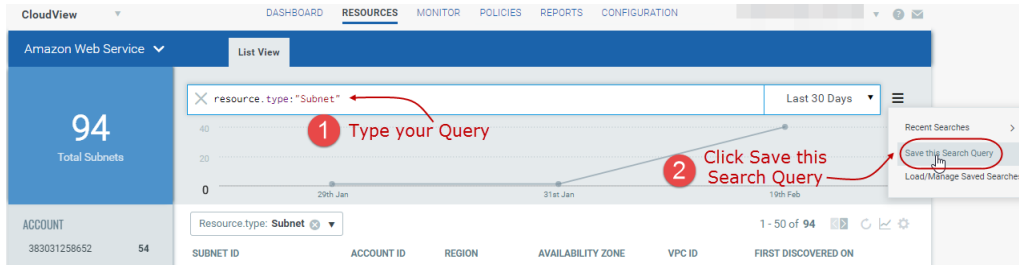 CloudView
DASHBOARD RESOURCES MONITOR POLICIES REPORTS CONFIGURATION
Amazon Web Service
List View
resource.type:"Subnet"
Last 30 Days
94
Total Subnets
1 Type your Query
2 Click Save this
Search Query
Recent Searches
Save this Search Query
Load/Manage Saved Searches
40
20
0
29th Jan
31st Jan
19th Feb
ACCOUNT
383031258652 54
Resource.type: Subnet
1 - 50 of 94
SUBNET ID ACCOUNT ID REGION AVAILABILITY ZONE VPC ID FIRST DISCOVERED ON